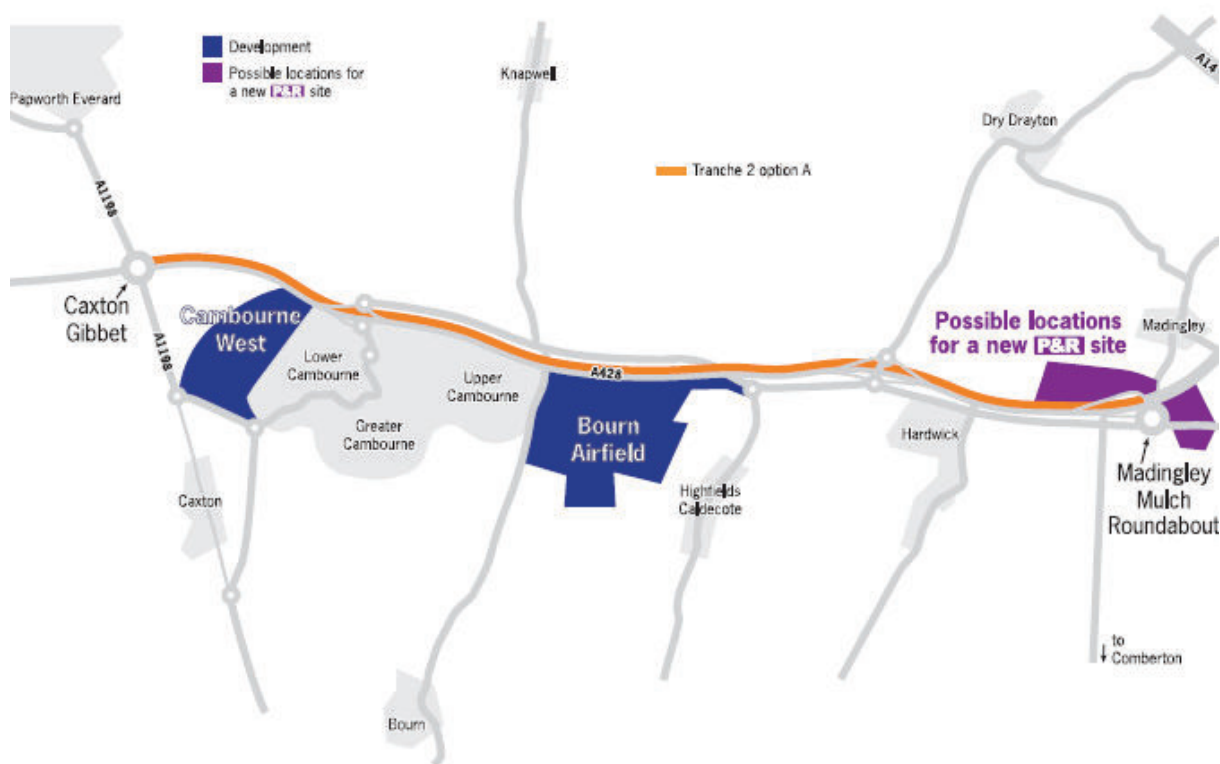 Development
Possible locations for
a new P&R site
Knapwell
A14
Papworth Everard
Dry Drayton
Tranche 2 option A
A1198
Caxton
Gibbet
Cambourne
West
Possible locations
for a new P&R site
Madingley
A1198
Lower
Cambourne
Upper
Cambourne
A428
Greater
Cambourne
Bourn
Airfield
Hardwick
Caxton
Highfields
Caldecote
Madingley
Mulch
Roundabout
to
Comberton
Bourn